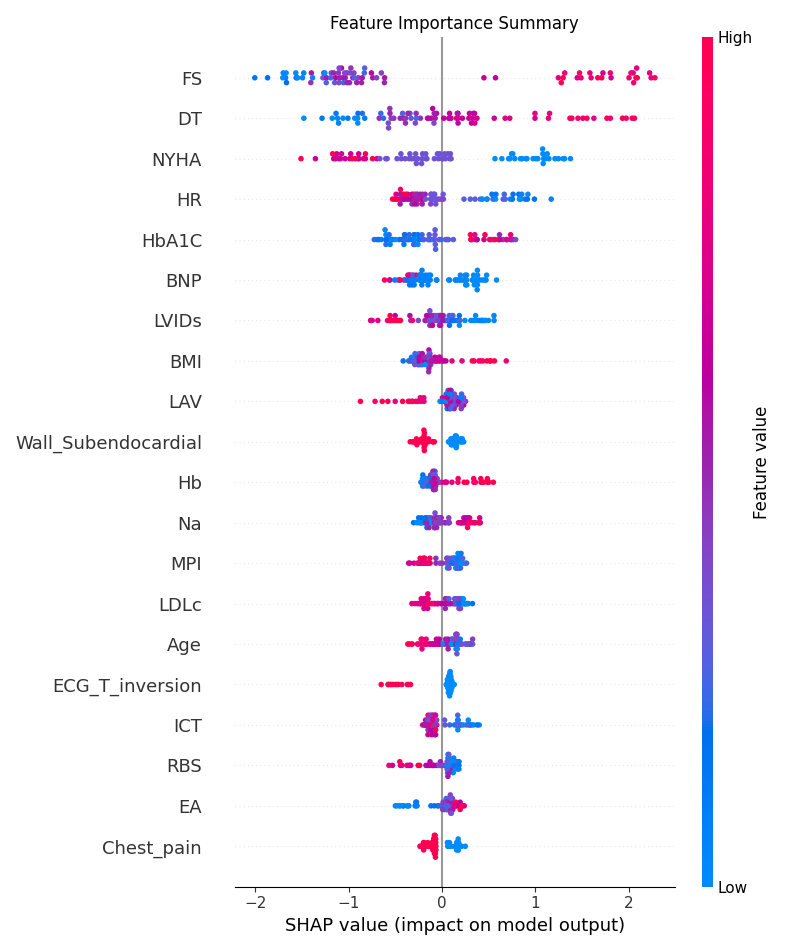 Feature Importance Summary
High
FS
DT
NYHA
HR
HbA1C
BNP
LVIDs
BMI
LAV
Wall_Subendocardial
Hb
Na
MPI
LDLc
Age
ECG_T_inversion
ICT
RBS
EA
Chest_pain
Feature value
Low
−2 −1 0 1 2
SHAP value (impact on model output)